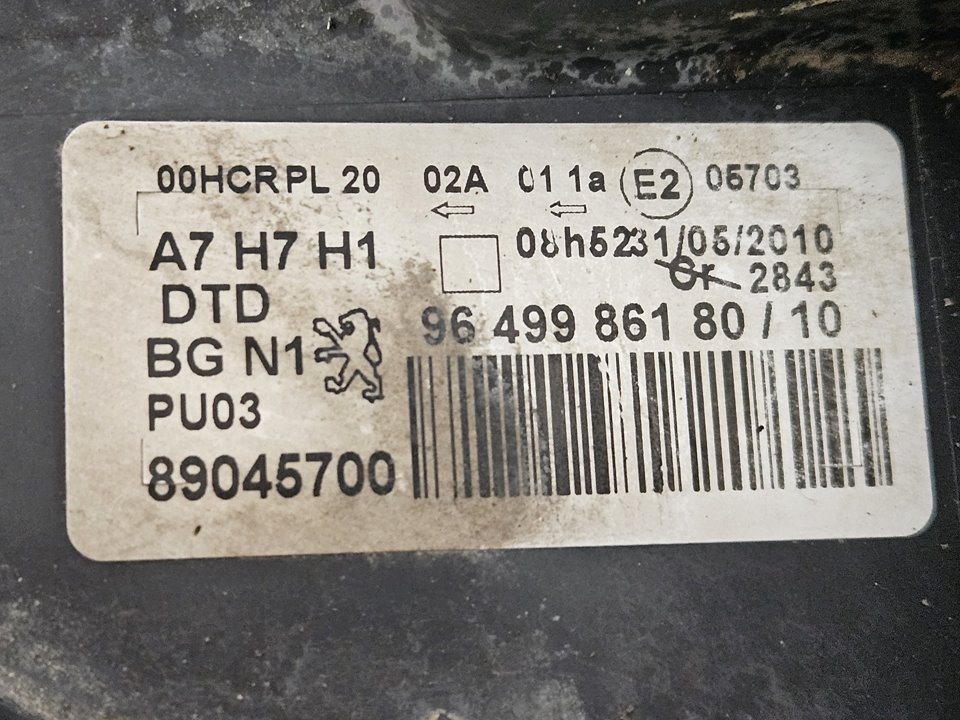 00HCRPL 20 02A 01 1a E2 05703
A7 H7 H1 08h52 31/05/2010
DTD Cr 2843
BG N1 96 499 861 80 / 10
PU03
89045700